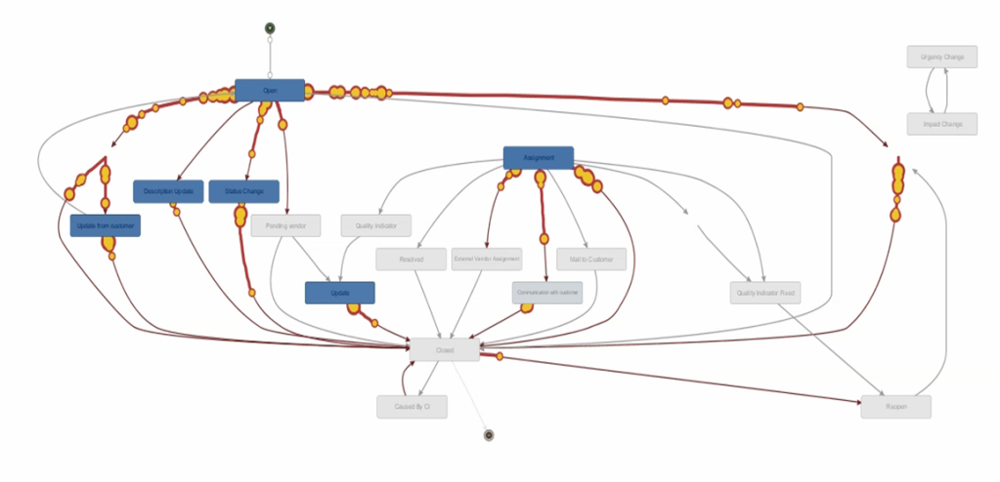 Urgency Change
Open
Impact Change
Assignment
Description Update
Status Change
Update from customer
Pending vendor
Quality Indicator
Resolved
External Vendor Assignment
Mail to Customer
Update
Communication with customer
Quality Indicator Fixed
Closed
Caused By CI
Reopen